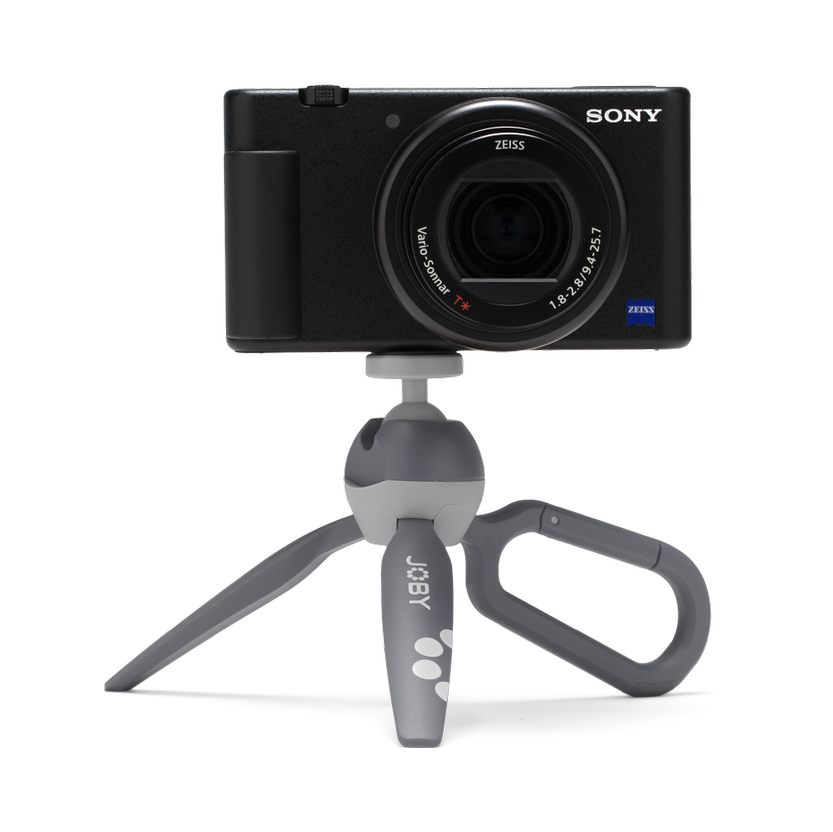 SONY
ZEISS
Vario-Sonnar T* 1.8-2.8/9.4-25.7
ZEISS
JOBY